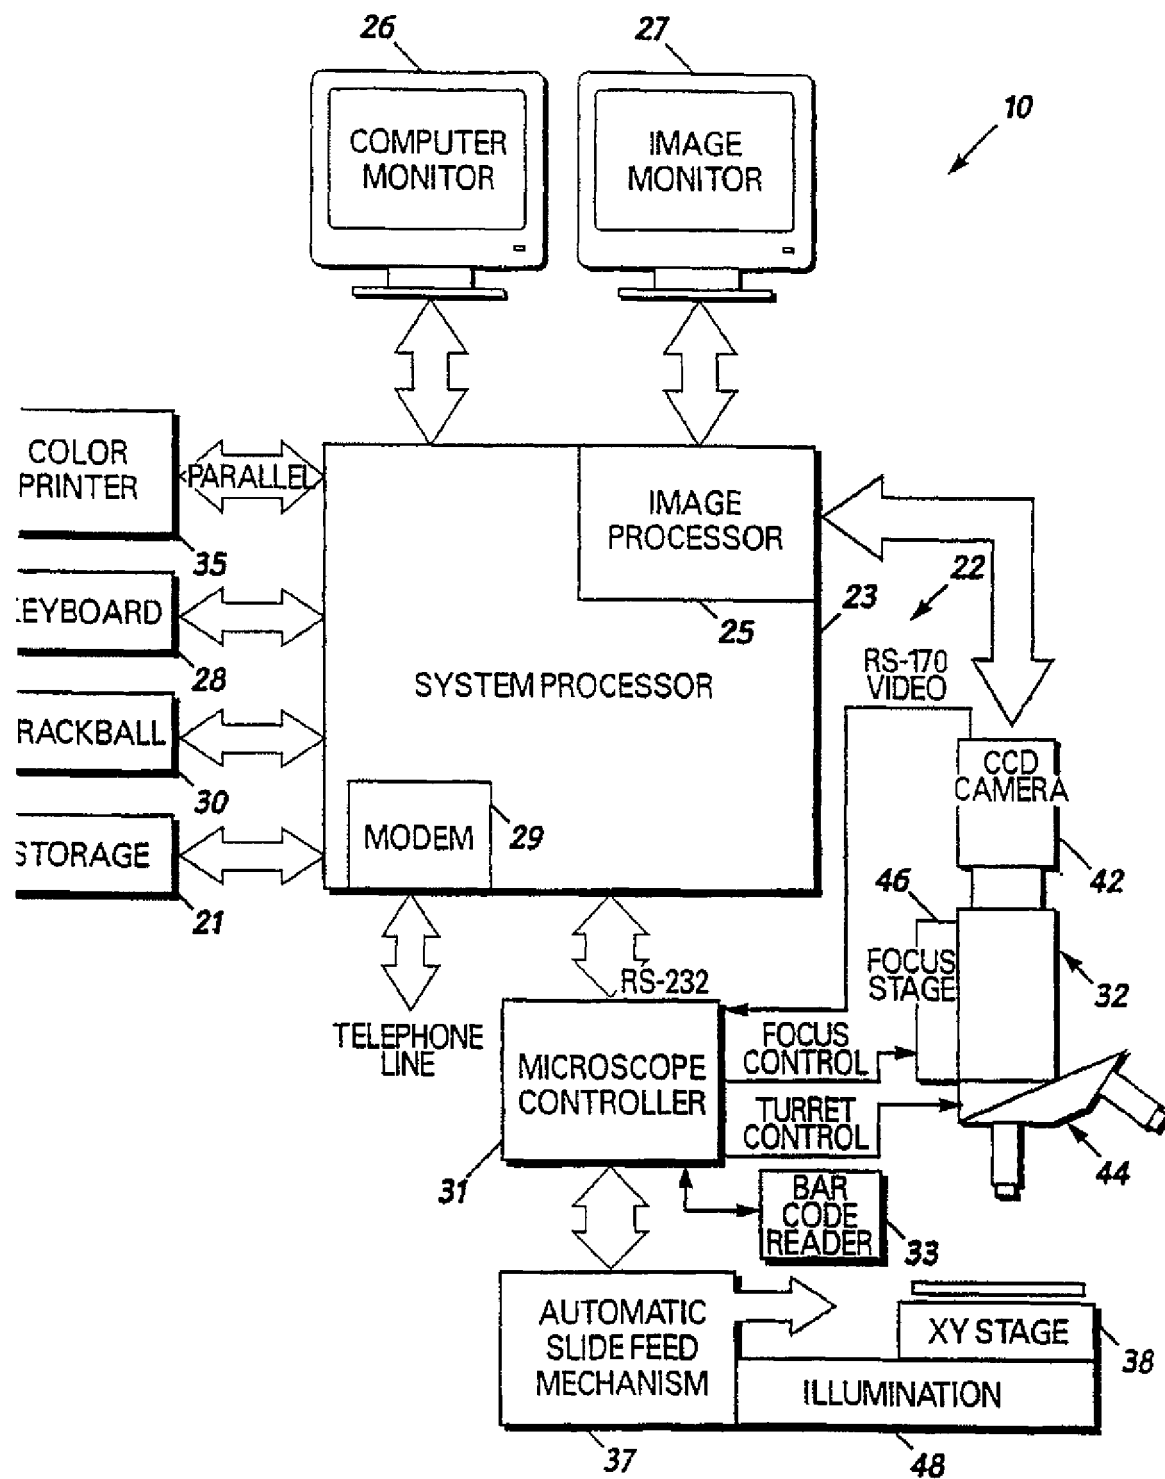 26
27
10
COMPUTER
MONITOR
IMAGE
MONITOR
COLOR
PRINTER
PARALLEL
35
IMAGE
PROCESSOR
25
23
22
EYBOARD
28
SYSTEM PROCESSOR
RS-170
VIDEO
RACKBALL
30
CCD
CAMERA
42
MODEM
29
STORAGE
21
46
FOCUS
STAGE
32
RS-232
TELEPHONE
LINE
MICROSCOPE
CONTROLLER
31
FOCUS
CONTROL
TURRET
CONTROL
44
BAR
CODE
READER
33
AUTOMATIC
SLIDE FEED
MECHANISM
37
XY STAGE
38
ILLUMINATION
48